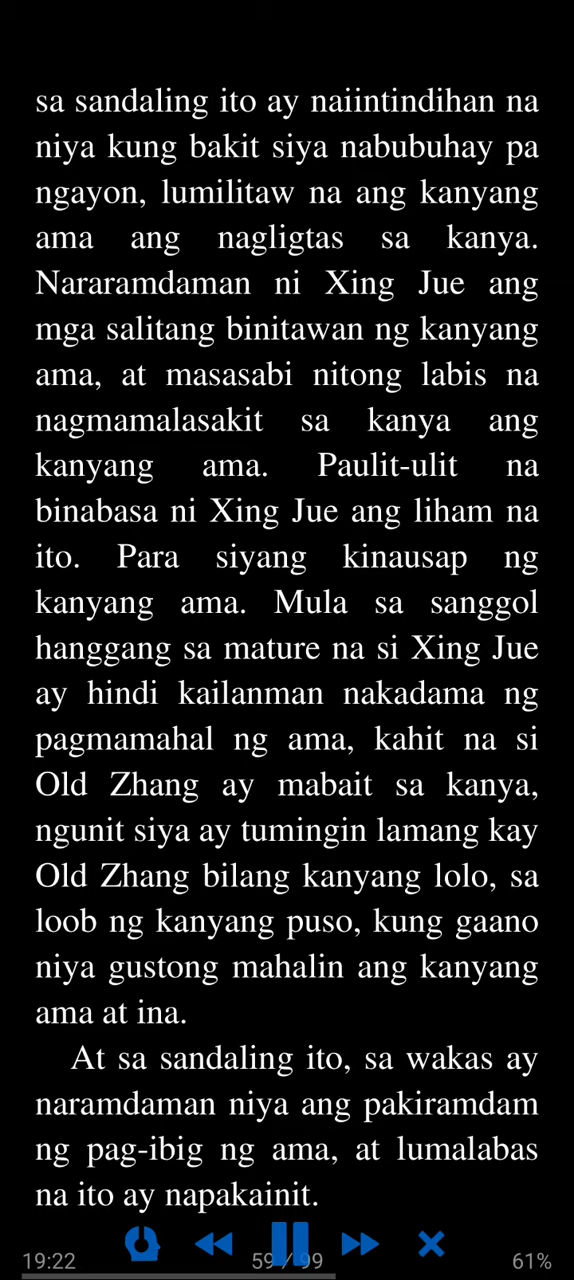 sa sandaling ito ay naiintindihan na
niya kung bakit siya nabubuhay pa
ngayon, lumilitaw na ang kanyang
ama ang nagligtas sa kanya.
Nararamdaman ni Xing Jue ang
mga salitang binitawan ng kanyang
ama, at masasabi nitong labis na
nagmamalasakit sa kanya ang
kanyang ama. Paulit-ulit na
binabasa ni Xing Jue ang liham na
ito. Para siyang kinausap ng
kanyang ama. Mula sa sanggol
hanggang sa mature na si Xing Jue
ay hindi kailanman nakadama ng
pagmamahal ng ama, kahit na si
Old Zhang ay mabait sa kanya,
ngunit siya ay tumingin lamang kay
Old Zhang bilang kanyang lolo, sa
loob ng kanyang puso, kung gaano
niya gustong mahalin ang kanyang
ama at ina.
At sa sandaling ito, sa wakas ay
naramdaman niya ang pakiramdam
ng pag-ibig ng ama, at lumalabas
na ito ay napakainit.
19:22 59 / 99 61%